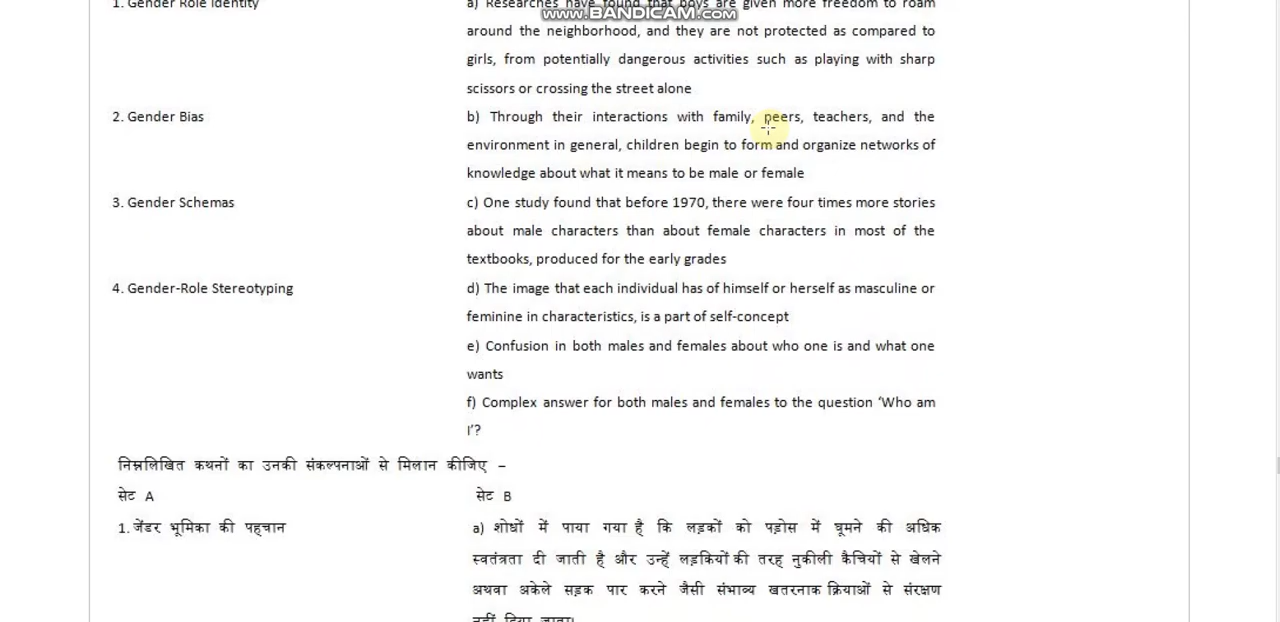 www.BANDICAM.com
1. Gender Role Identity
a) Researches have found that boys are given more freedom to roam
around the neighborhood, and they are not protected as compared to
girls, from potentially dangerous activities such as playing with sharp
scissors or crossing the street alone
2. Gender Bias
b) Through their interactions with family, peers, teachers, and the
environment in general, children begin to form and organize networks of
knowledge about what it means to be male or female
3. Gender Schemas
c) One study found that before 1970, there were four times more stories
about male characters than about female characters in most of the
textbooks, produced for the early grades
4. Gender-Role Stereotyping
d) The image that each individual has of himself or herself as masculine or
feminine in characteristics, is a part of self-concept
e) Confusion in both males and females about who one is and what one
wants
f) Complex answer for both males and females to the question ‘Who am
I’?
निम्नलिखित कथनों का उनकी संकल्पनाओं से मिलान कीजिए –
सेट A
सेट B
1. जेंडर भूमिका की पहचान
a) शोधों में पाया गया है कि लड़कों को पड़ोस में घूमने की अधिक
स्वतंत्रता दी जाती है और उन्हें लड़कियों की तरह नुकीली कैंचियों से खेलने
अथवा अकेले सड़क पार करने जैसी संभाव्य खतरनाक क्रियाओं से संरक्षण
नहीं दिया जाता।